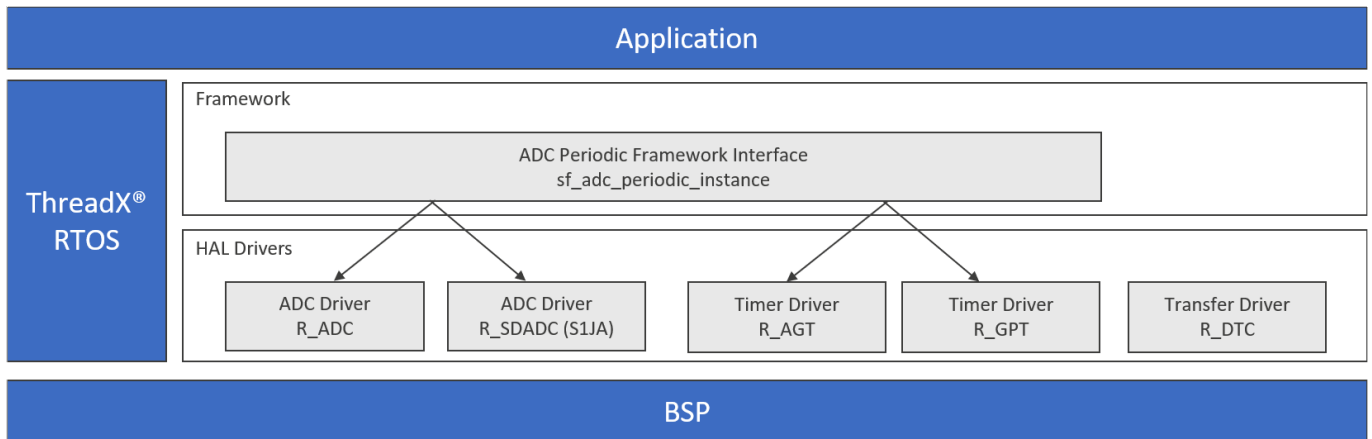 Application
ThreadX®
RTOS
Framework
ADC Periodic Framework Interface
sf_adc_periodic_instance
HAL Drivers
ADC Driver
R_ADC
ADC Driver
R_SDADC (S1JA)
Timer Driver
R_AGT
Timer Driver
R_GPT
Transfer Driver
R_DTC
BSP